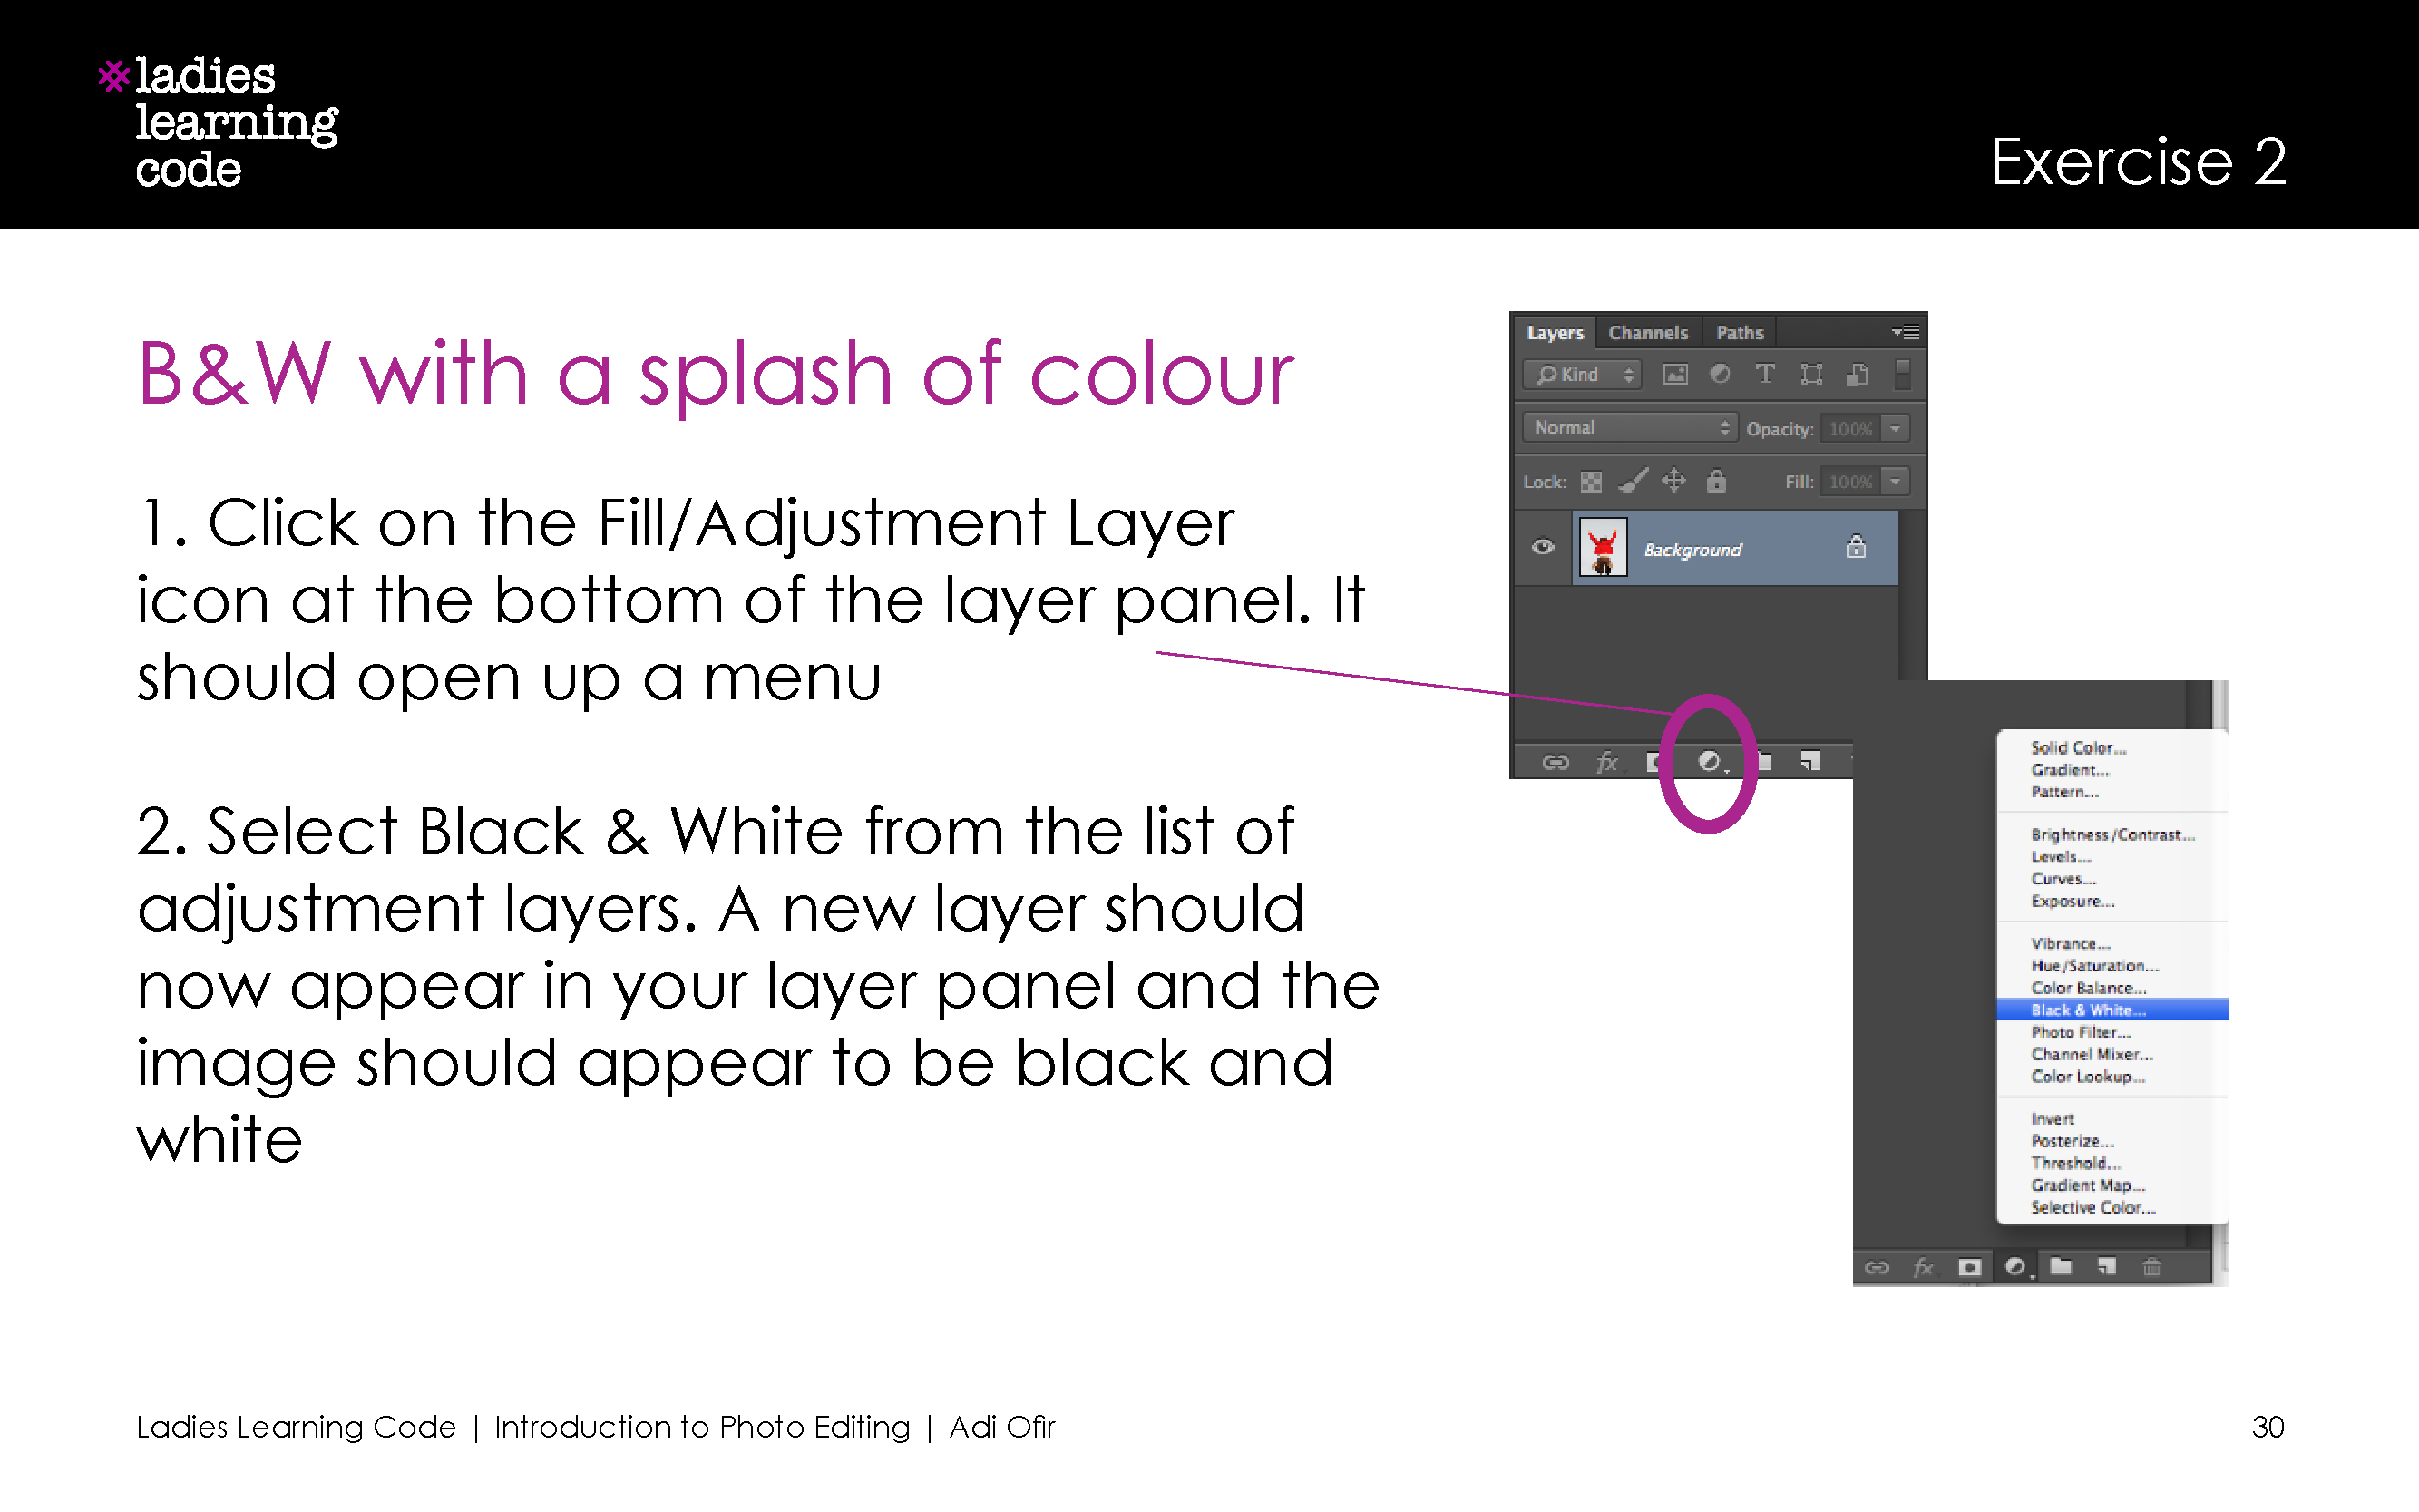 ladies
learning
code
Exercise 2
B&W with a splash of colour
1. Click on the Fill/Adjustment Layer
icon at the bottom of the layer panel. It
should open up a menu
2. Select Black & White from the list of
adjustment layers. A new layer should
now appear in your layer panel and the
image should appear to be black and
white
Layers Channels Paths
Kind
Normal Opacity: 100%
Lock: Fill: 100%
Background
fx
Solid Color...
Gradient...
Pattern...
Brightness/Contrast...
Levels...
Curves...
Exposure...
Vibrance...
Hue/Saturation...
Color Balance...
Black & White...
Photo Filter...
Channel Mixer...
Color Lookup...
Invert
Posterize...
Threshold...
Gradient Map...
Selective Color...
fx
Ladies Learning Code | Introduction to Photo Editing | Adi Ofir
30